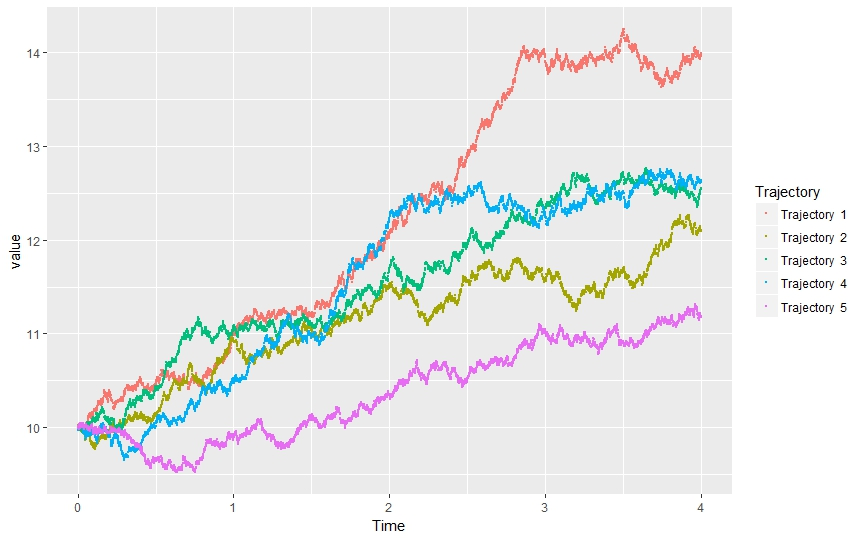 14
13
12
11
10
value
0 1 2 3 4
Time
Trajectory
Trajectory 1
Trajectory 2
Trajectory 3
Trajectory 4
Trajectory 5